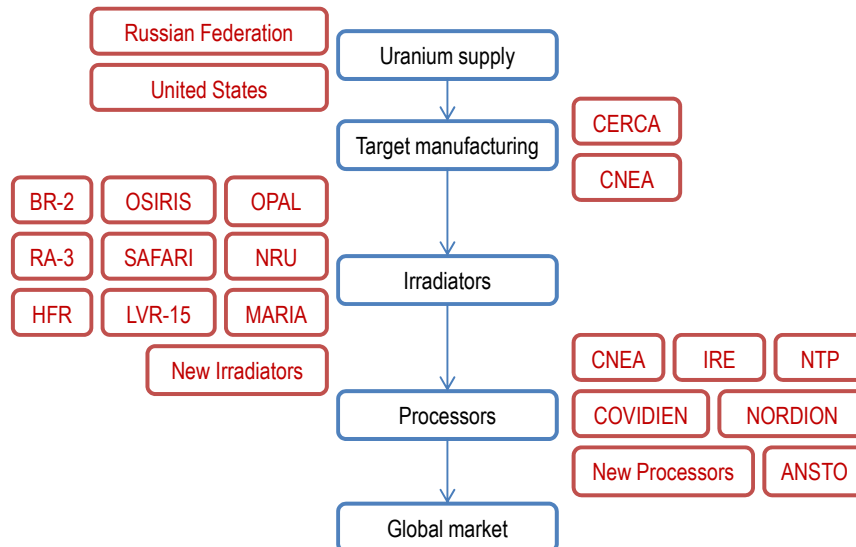 Russian Federation
Uranium supply
United States
Target manufacturing
CERCA
CNEA
BR-2 OSIRIS OPAL
RA-3 SAFARI NRU
Irradiators
HFR LVR-15 MARIA
New Irradiators
CNEA IRE NTP
Processors
COVIDIEN NORDION
New Processors ANSTO
Global market